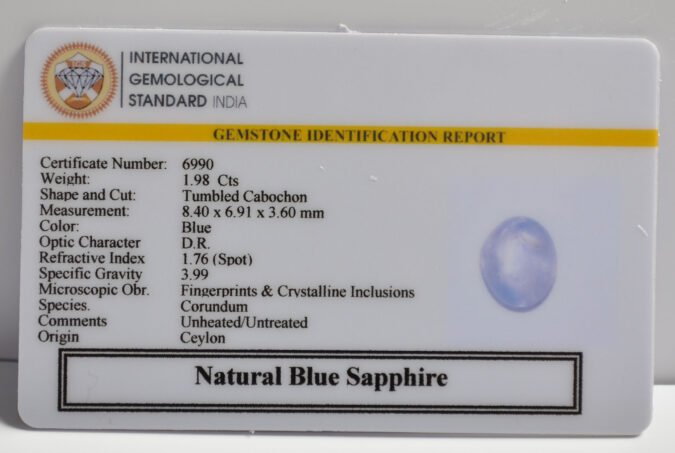 IGS
INTERNATIONAL
GEMOLOGICAL
STANDARD INDIA
GEMSTONE IDENTIFICATION REPORT
Certificate Number: 6990
Weight: 1.98 Cts
Shape and Cut: Tumbled Cabochon
Measurement: 8.40 x 6.91 x 3.60 mm
Color: Blue
Optic Character D.R.
Refractive Index 1.76 (Spot)
Specific Gravity 3.99
Microscopic Obr. Fingerprints & Crystalline Inclusions
Species. Corundum
Comments Unheated/Untreated
Origin Ceylon
Natural Blue Sapphire